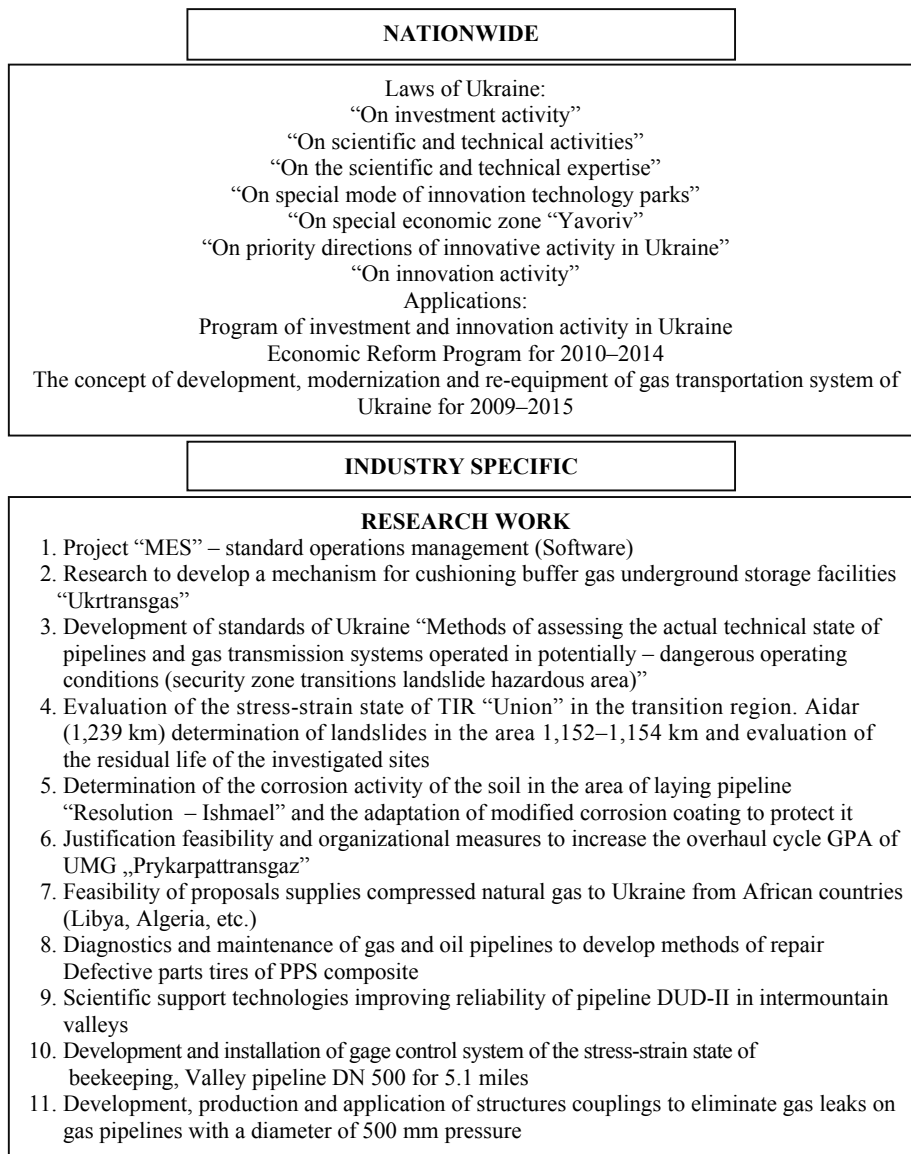 NATIONWIDE
Laws of Ukraine:
“On investment activity”
“On scientific and technical activities”
“On the scientific and technical expertise”
“On special mode of innovation technology parks”
“On special economic zone “Yavoriv”
“On priority directions of innovative activity in Ukraine”
“On innovation activity”
Applications:
Program of investment and innovation activity in Ukraine
Economic Reform Program for 2010–2014
The concept of development, modernization and re-equipment of gas transportation system of
Ukraine for 2009–2015
INDUSTRY SPECIFIC
RESEARCH WORK
1. Project “MES” – standard operations management (Software)
2. Research to develop a mechanism for cushioning buffer gas underground storage facilities
“Ukrtransgas”
3. Development of standards of Ukraine “Methods of assessing the actual technical state of
pipelines and gas transmission systems operated in potentially – dangerous operating
conditions (security zone transitions landslide hazardous area)”
4. Evaluation of the stress-strain state of TIR “Union” in the transition region. Aidar
(1,239 km) determination of landslides in the area 1,152–1,154 km and evaluation of
the residual life of the investigated sites
5. Determination of the corrosion activity of the soil in the area of laying pipeline
“Resolution – Ishmael” and the adaptation of modified corrosion coating to protect it
6. Justification feasibility and organizational measures to increase the overhaul cycle GPA of
UMG „Prykarpattransgaz”
7. Feasibility of proposals supplies compressed natural gas to Ukraine from African countries
(Libya, Algeria, etc.)
8. Diagnostics and maintenance of gas and oil pipelines to develop methods of repair
Defective parts tires of PPS composite
9. Scientific support technologies improving reliability of pipeline DUD-II in intermountain
valleys
10. Development and installation of gage control system of the stress-strain state of
beekeeping, Valley pipeline DN 500 for 5.1 miles
11. Development, production and application of structures couplings to eliminate gas leaks on
gas pipelines with a diameter of 500 mm pressure